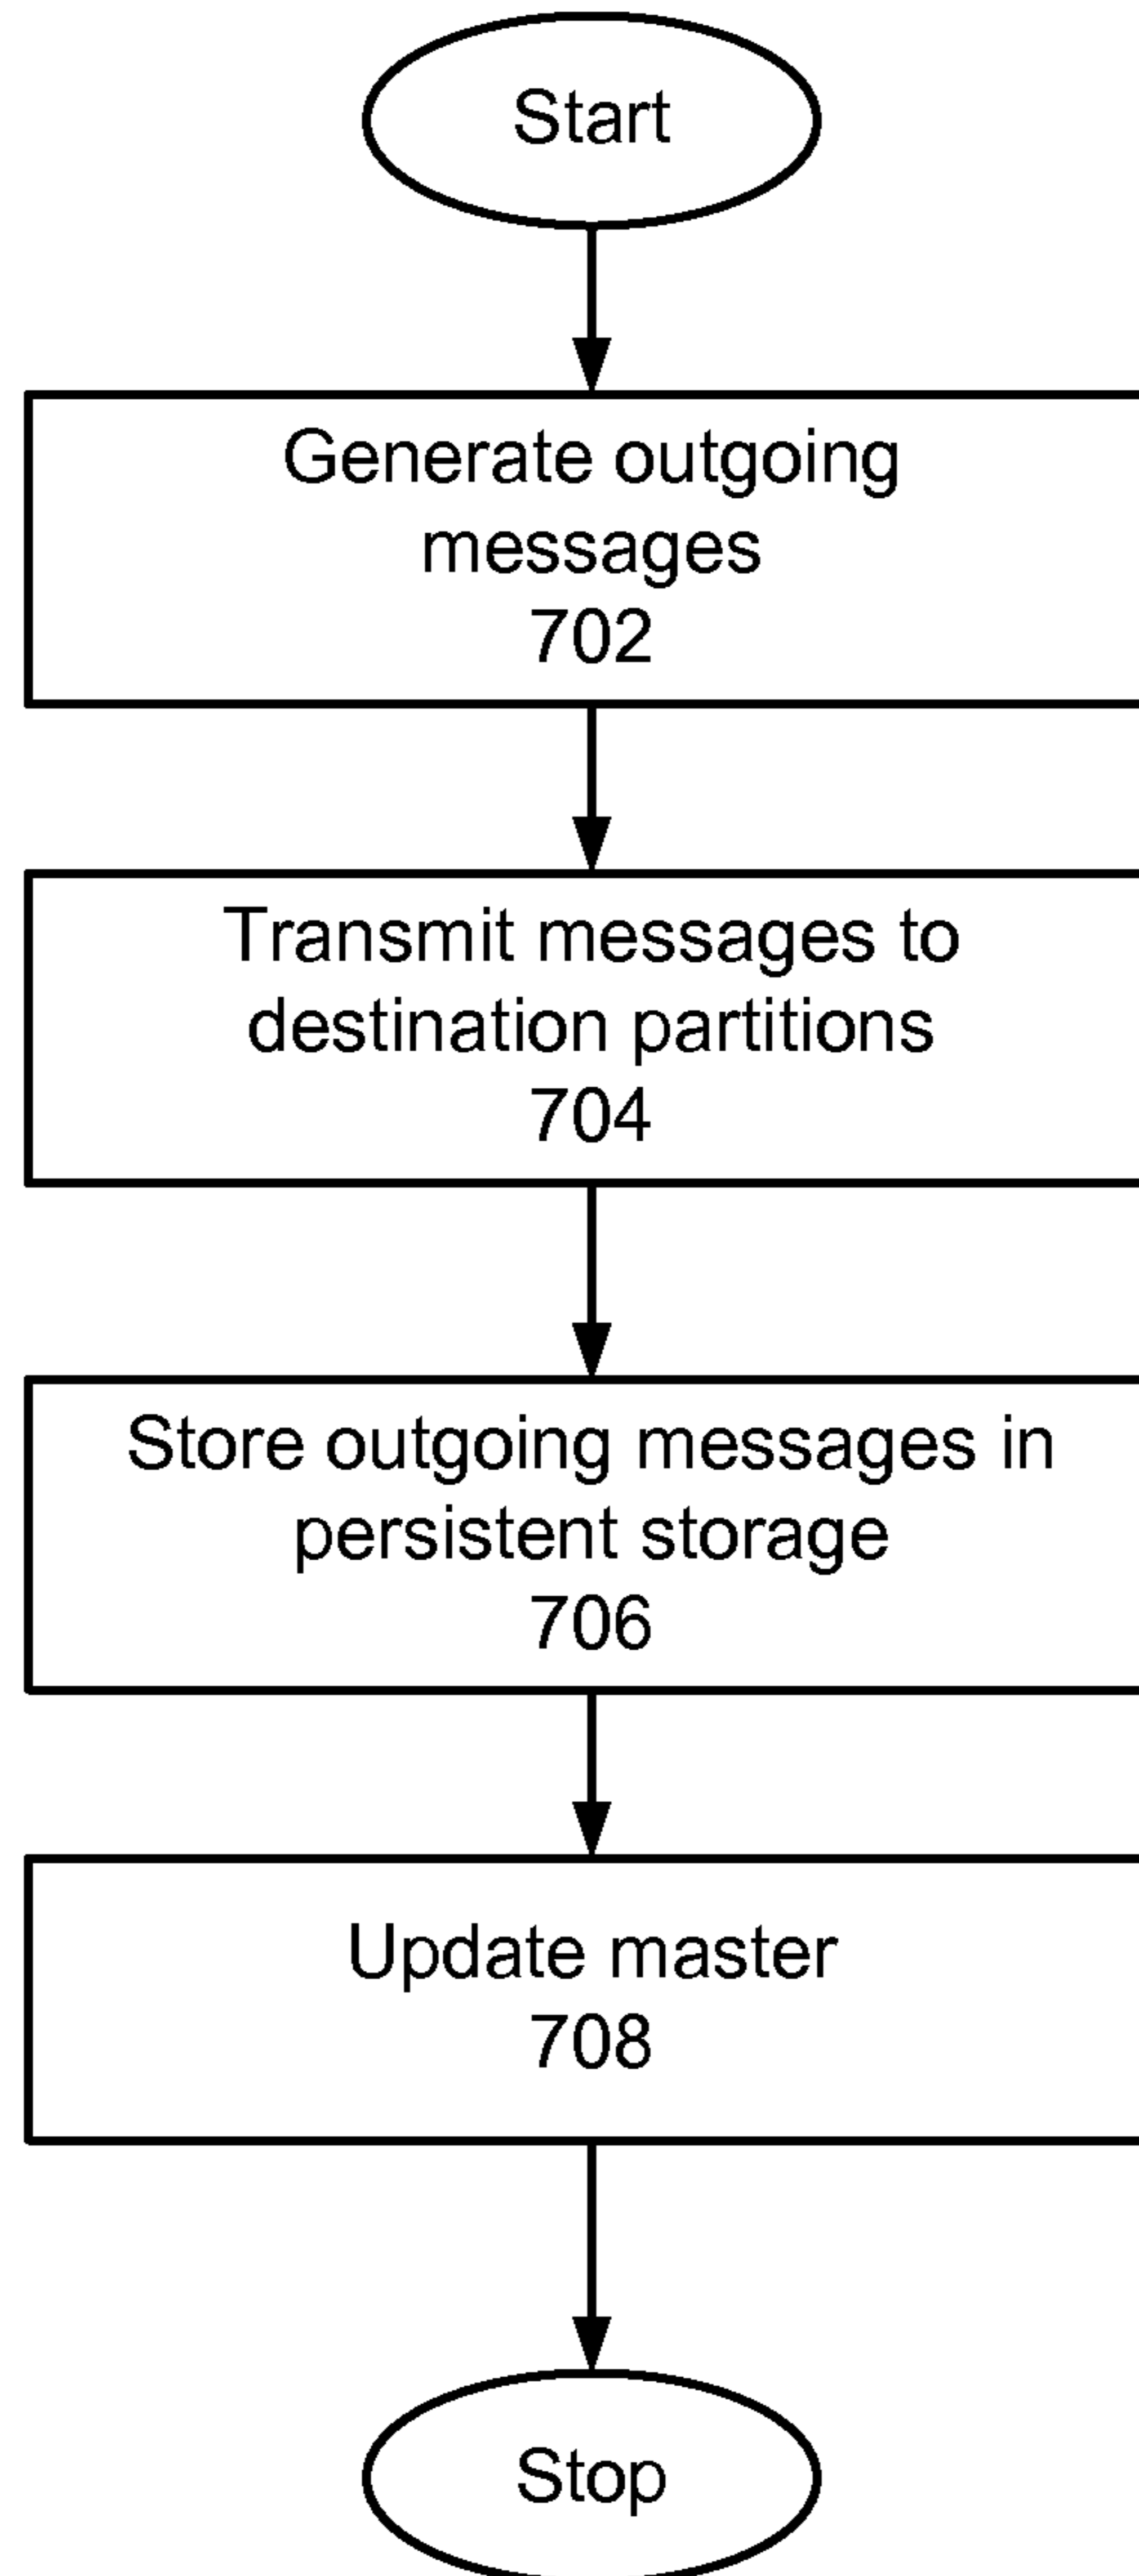 Start
Generate outgoing
messages
702
Transmit messages to
destination partitions
704
Store outgoing messages in
persistent storage
706
Update master
708
Stop